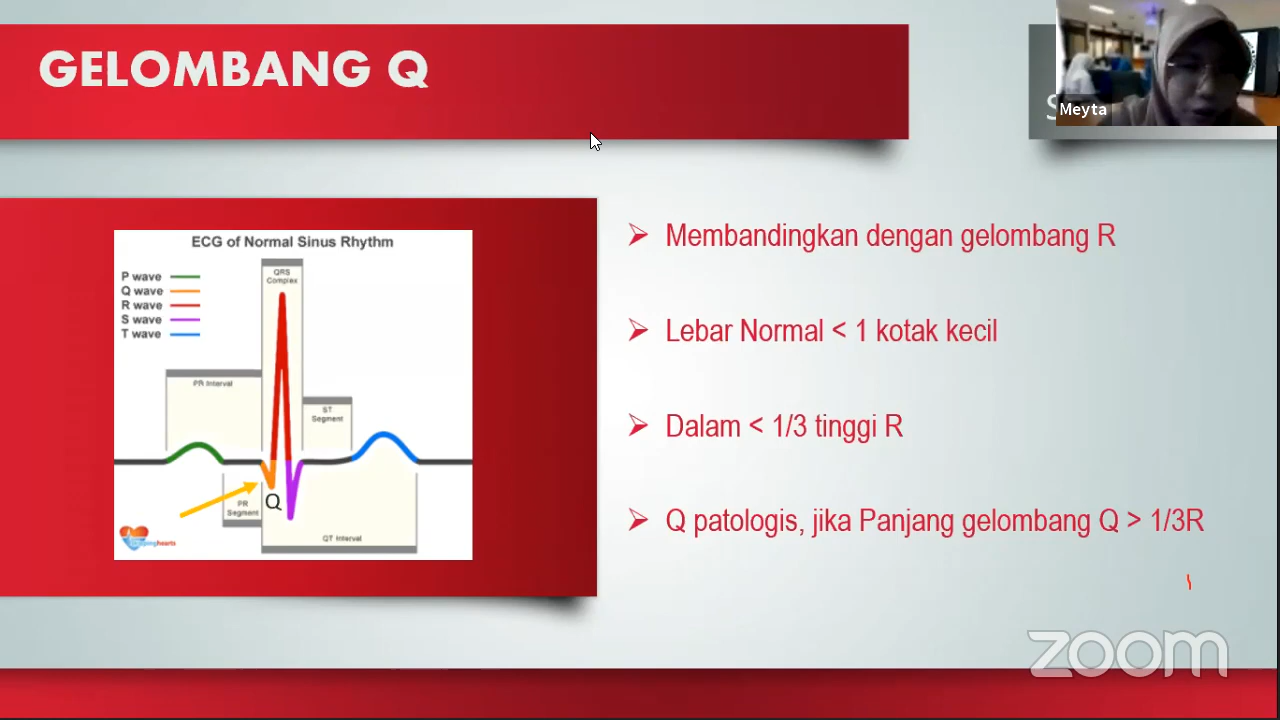 GELOMBANG Q
Meyta
ECG of Normal Sinus Rhythm
P wave
Q wave
R wave
S wave
T wave
QRS
Complex
PR Interval
ST
Segment
Q
PR
Segment
QT Interval
Membandingkan dengan gelombang R
Lebar Normal < 1 kotak kecil
Dalam < 1/3 tinggi R
Q patologis, jika Panjang gelombang Q > 1/3R
zoom